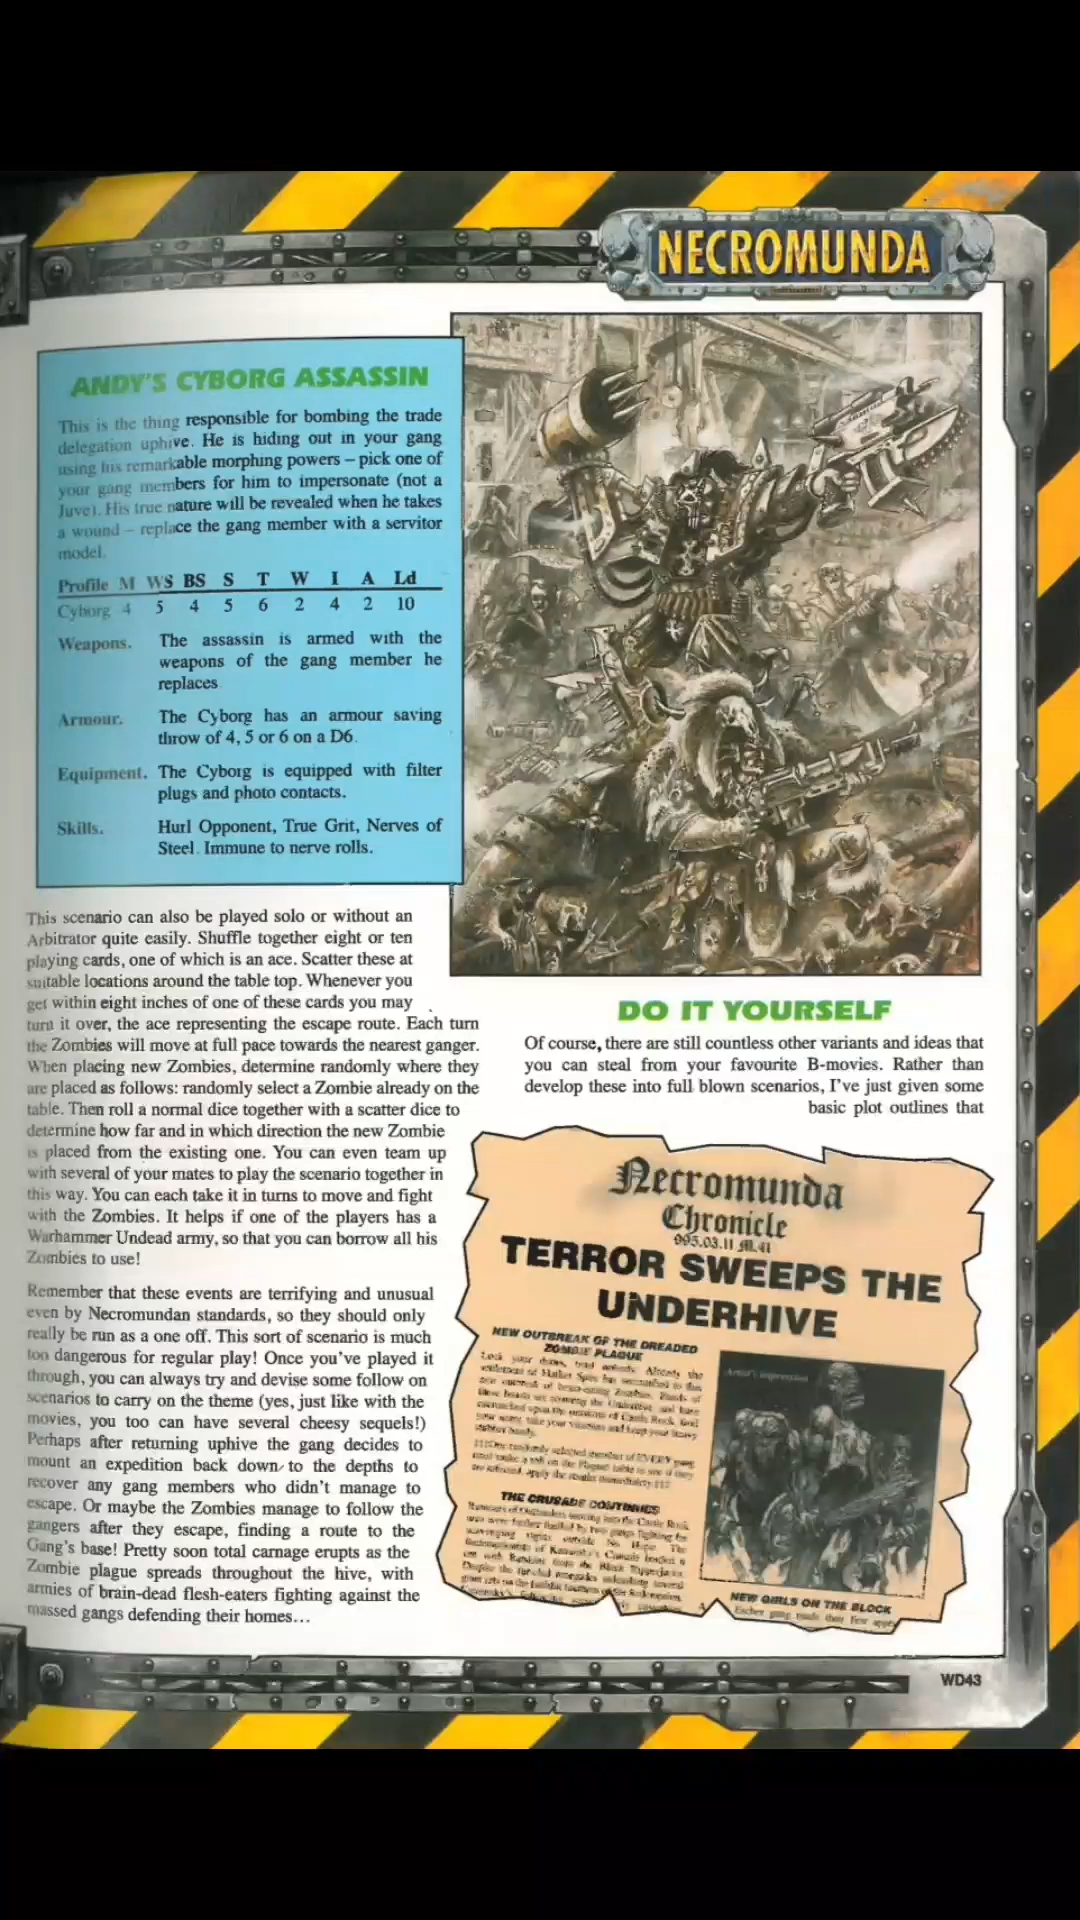 NECROMUNDA
ANDY'S CYBORG ASSASSIN
This is the thing responsible for bombing the trade
delegation uphive. He is hiding out in your gang
using his remarkable morphing powers – pick one of
your gang members for him to impersonate (not a
Juve). His true nature will be revealed when he takes
a wound – replace the gang member with a servitor
model.
Profile M WS BS S T W I A Ld
Cyborg 4 5 4 5 6 2 4 2 10
Weapons. The assassin is armed with the
weapons of the gang member he
replaces.
Armour. The Cyborg has an armour saving
throw of 4, 5 or 6 on a D6.
Equipment. The Cyborg is equipped with filter
plugs and photo contacts.
Skills. Hurl Opponent, True Grit, Nerves of
Steel. Immune to nerve rolls.
This scenario can also be played solo or without an
Arbitrator quite easily. Shuffle together eight or ten
playing cards, one of which is an ace. Scatter these at
suitable locations around the table top. Whenever you
get within eight inches of one of these cards you may
turn it over, the ace representing the escape route. Each turn
the Zombies will move at full pace towards the nearest ganger.
When placing new Zombies, determine randomly where they
are placed as follows: randomly select a Zombie already on the
table. Then roll a normal dice together with a scatter dice to
determine how far and in which direction the new Zombie
is placed from the existing one. You can even team up
with several of your mates to play the scenario together in
this way. You can each take it in turns to move and fight
with the Zombies. It helps if one of the players has a
Warhammer Undead army, so that you can borrow all his
Zombies to use!
Remember that these events are terrifying and unusual
even by Necromundan standards, so they should only
really be run as a one off. This sort of scenario is much
too dangerous for regular play! Once you've played it
through, you can always try and devise some follow on
scenarios to carry on the theme (yes, just like with the
movies, you too can have several cheesy sequels!)
Perhaps after returning uphive the gang decides to
mount an expedition back down to the depths to
recover any gang members who didn't manage to
escape. Or maybe the Zombies manage to follow the
gangers after they escape, finding a route to the
Gang's base! Pretty soon total carnage erupts as the
Zombie plague spreads throughout the hive, with
armies of brain-dead flesh-eaters fighting against the
massed gangs defending their homes…
DO IT YOURSELF
Of course, there are still countless other variants and ideas that
you can steal from your favourite B-movies. Rather than
develop these into full blown scenarios, I've just given some
basic plot outlines that
Necromunda
Chronicle
995.03.11 M.41
TERROR SWEEPS THE
UNDERHIVE
NEW OUTBREAK OF THE DREADED
ZOMBIE PLAGUE
Lock your doors, trust nobody. Already the
THE CRUSADE CONTINUES
Artist's impression
NEW GIRLS ON THE BLOCK
Escher gang made their first
WD43